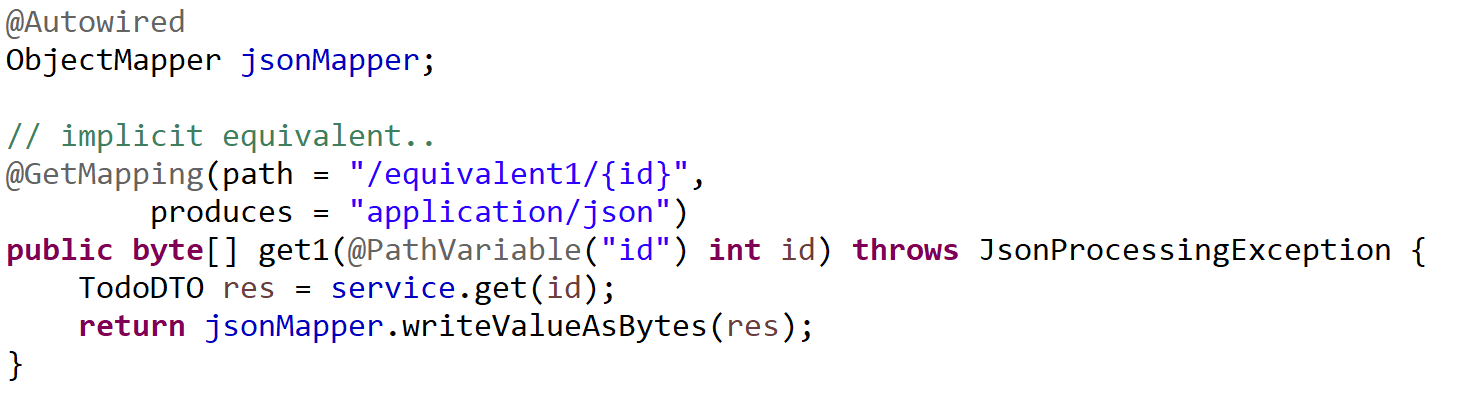 @Autowired
ObjectMapper jsonMapper;
// implicit equivalent..
@GetMapping(path = "/equivalent1/{id}",
        produces = "application/json")
public byte[] get1(@PathVariable("id") int id) throws JsonProcessingException {
    TodoDTO res = service.get(id);
    return jsonMapper.writeValueAsBytes(res);
}